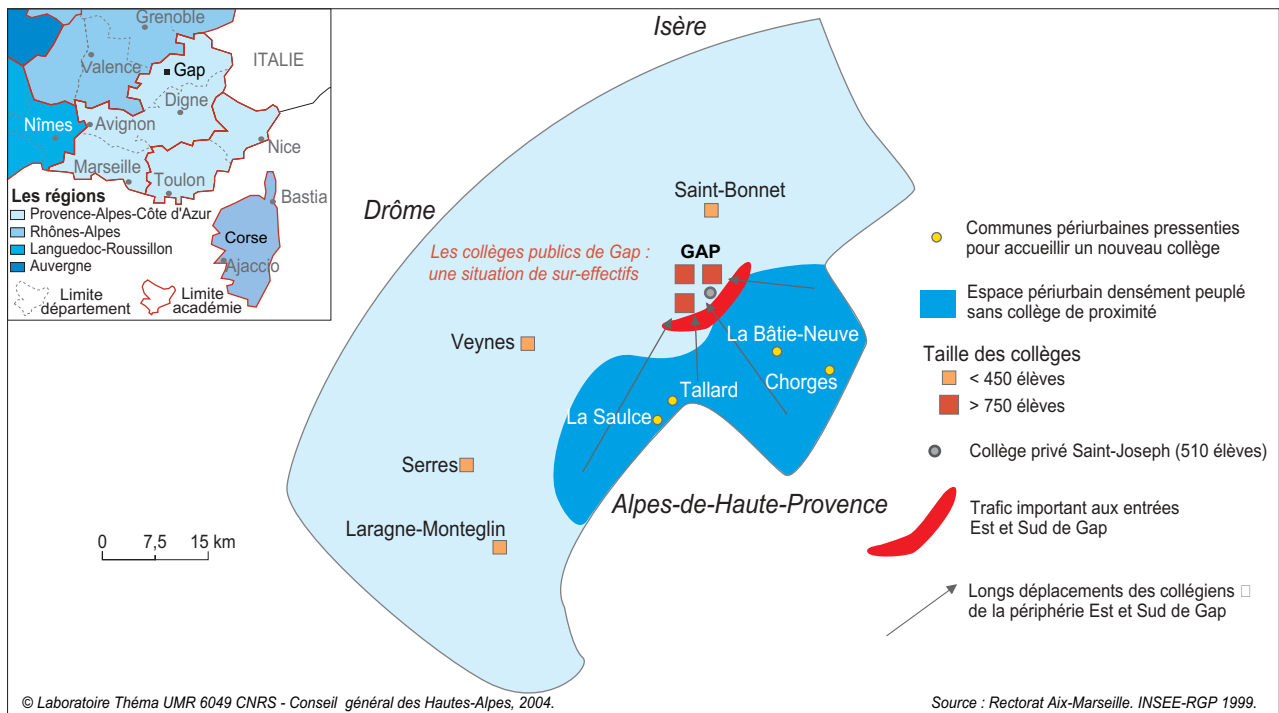 Grenoble
Valence
Gap
ITALIE
Digne
Nîmes
Avignon
Nice
Marseille
Toulon
Bastia
Corse
Ajaccio
Les régions
Provence-Alpes-Côte d'Azur
Rhônes-Alpes
Languedoc-Roussillon
Auvergne
Limite
département
Limite
académie
Isère
Drôme
Saint-Bonnet
Les collèges publics de Gap :
une situation de sur-effectifs
GAP
Veynes
La Bâtie-Neuve
Chorges
Tallard
La Saulce
Serres
Alpes-de-Haute-Provence
Laragne-Monteglin
0 7,5 15 km
Communes périurbaines pressenties
pour accueillir un nouveau collège
Espace périurbain densément peuplé
sans collège de proximité
Taille des collèges
< 450 élèves
> 750 élèves
Collège privé Saint-Joseph (510 élèves)
Trafic important aux entrées
Est et Sud de Gap
Longs déplacements des collégiens
de la périphérie Est et Sud de Gap
© Laboratoire Théma UMR 6049 CNRS - Conseil général des Hautes-Alpes, 2004.
Source : Rectorat Aix-Marseille. INSEE-RGP 1999.